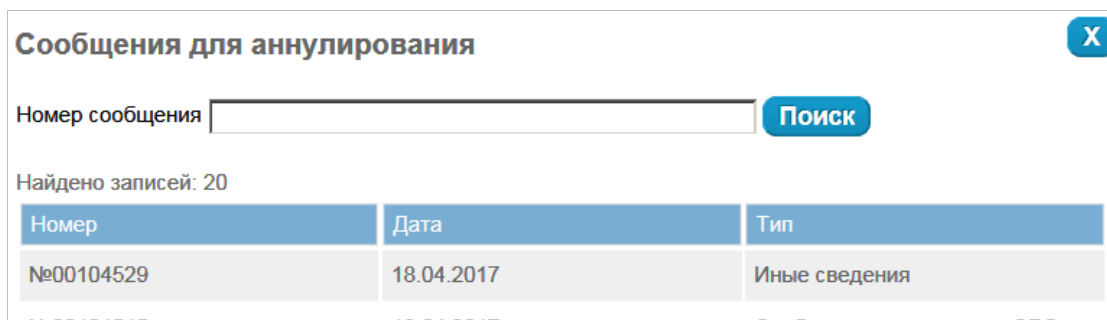 Сообщения для аннулирования X
Номер сообщения Поиск
Найдено записей: 20
Номер Дата Тип
№00104529 18.04.2017 Иные сведения